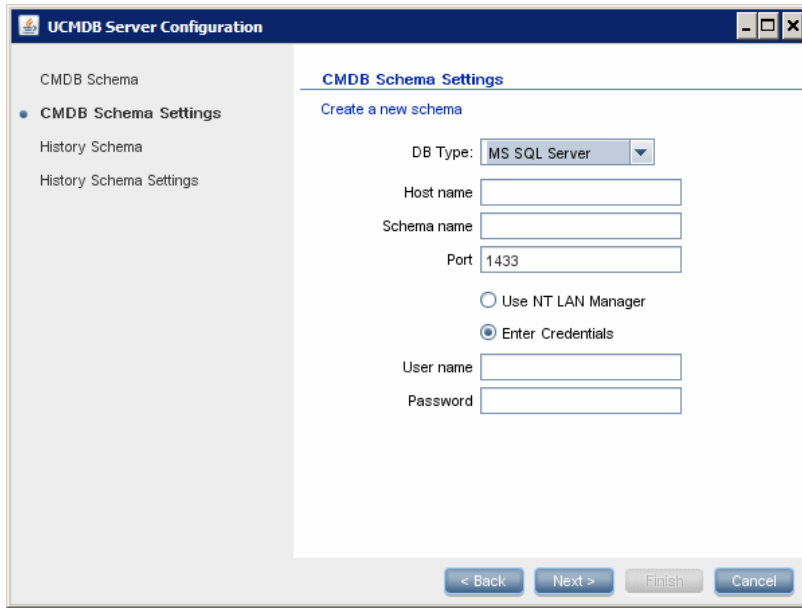 UCMDB Server Configuration
CMDB Schema
CMDB Schema Settings
History Schema
History Schema Settings
CMDB Schema Settings
Create a new schema
DB Type: MS SQL Server
Host name
Schema name
Port 1433
Use NT LAN Manager
Enter Credentials
User name
Password
< Back Next > Finish Cancel